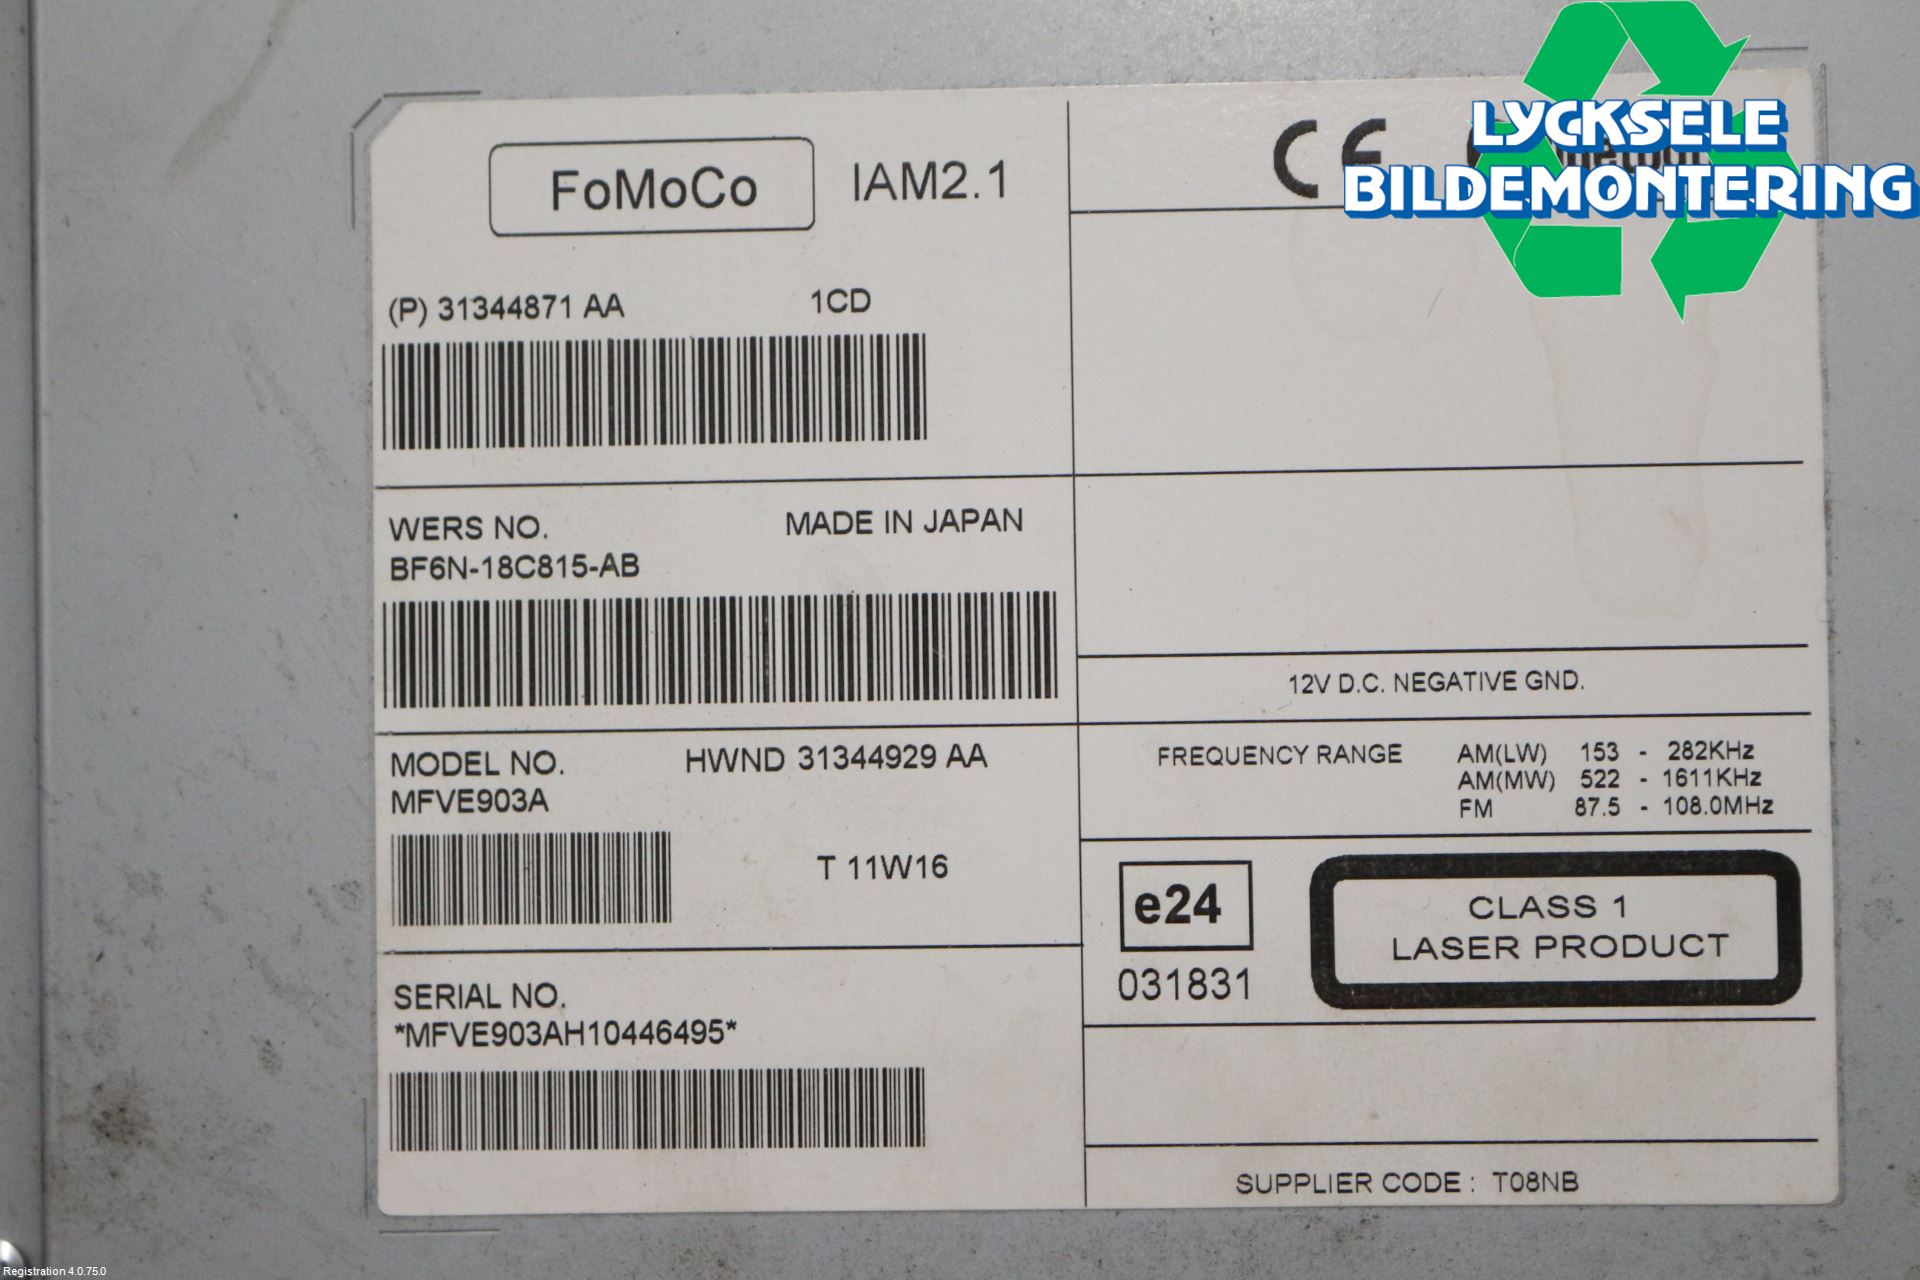 FoMoCo IAM2.1
(P) 31344871 AA 1CD
WERS NO. MADE IN JAPAN
BF6N-18C815-AB
MODEL NO. HWND 31344929 AA
MFVE903A
T 11W16
SERIAL NO.
*MFVE903AH10446495*
CE
LYCKSELE
BILDEMONTERING
12V D.C. NEGATIVE GND.
FREQUENCY RANGE AM(LW) 153 - 282KHz
AM(MW) 522 - 1611KHz
FM 87.5 - 108.0MHz
e24
031831
CLASS 1
LASER PRODUCT
SUPPLIER CODE : T08NB
Registration 4.0.75.0